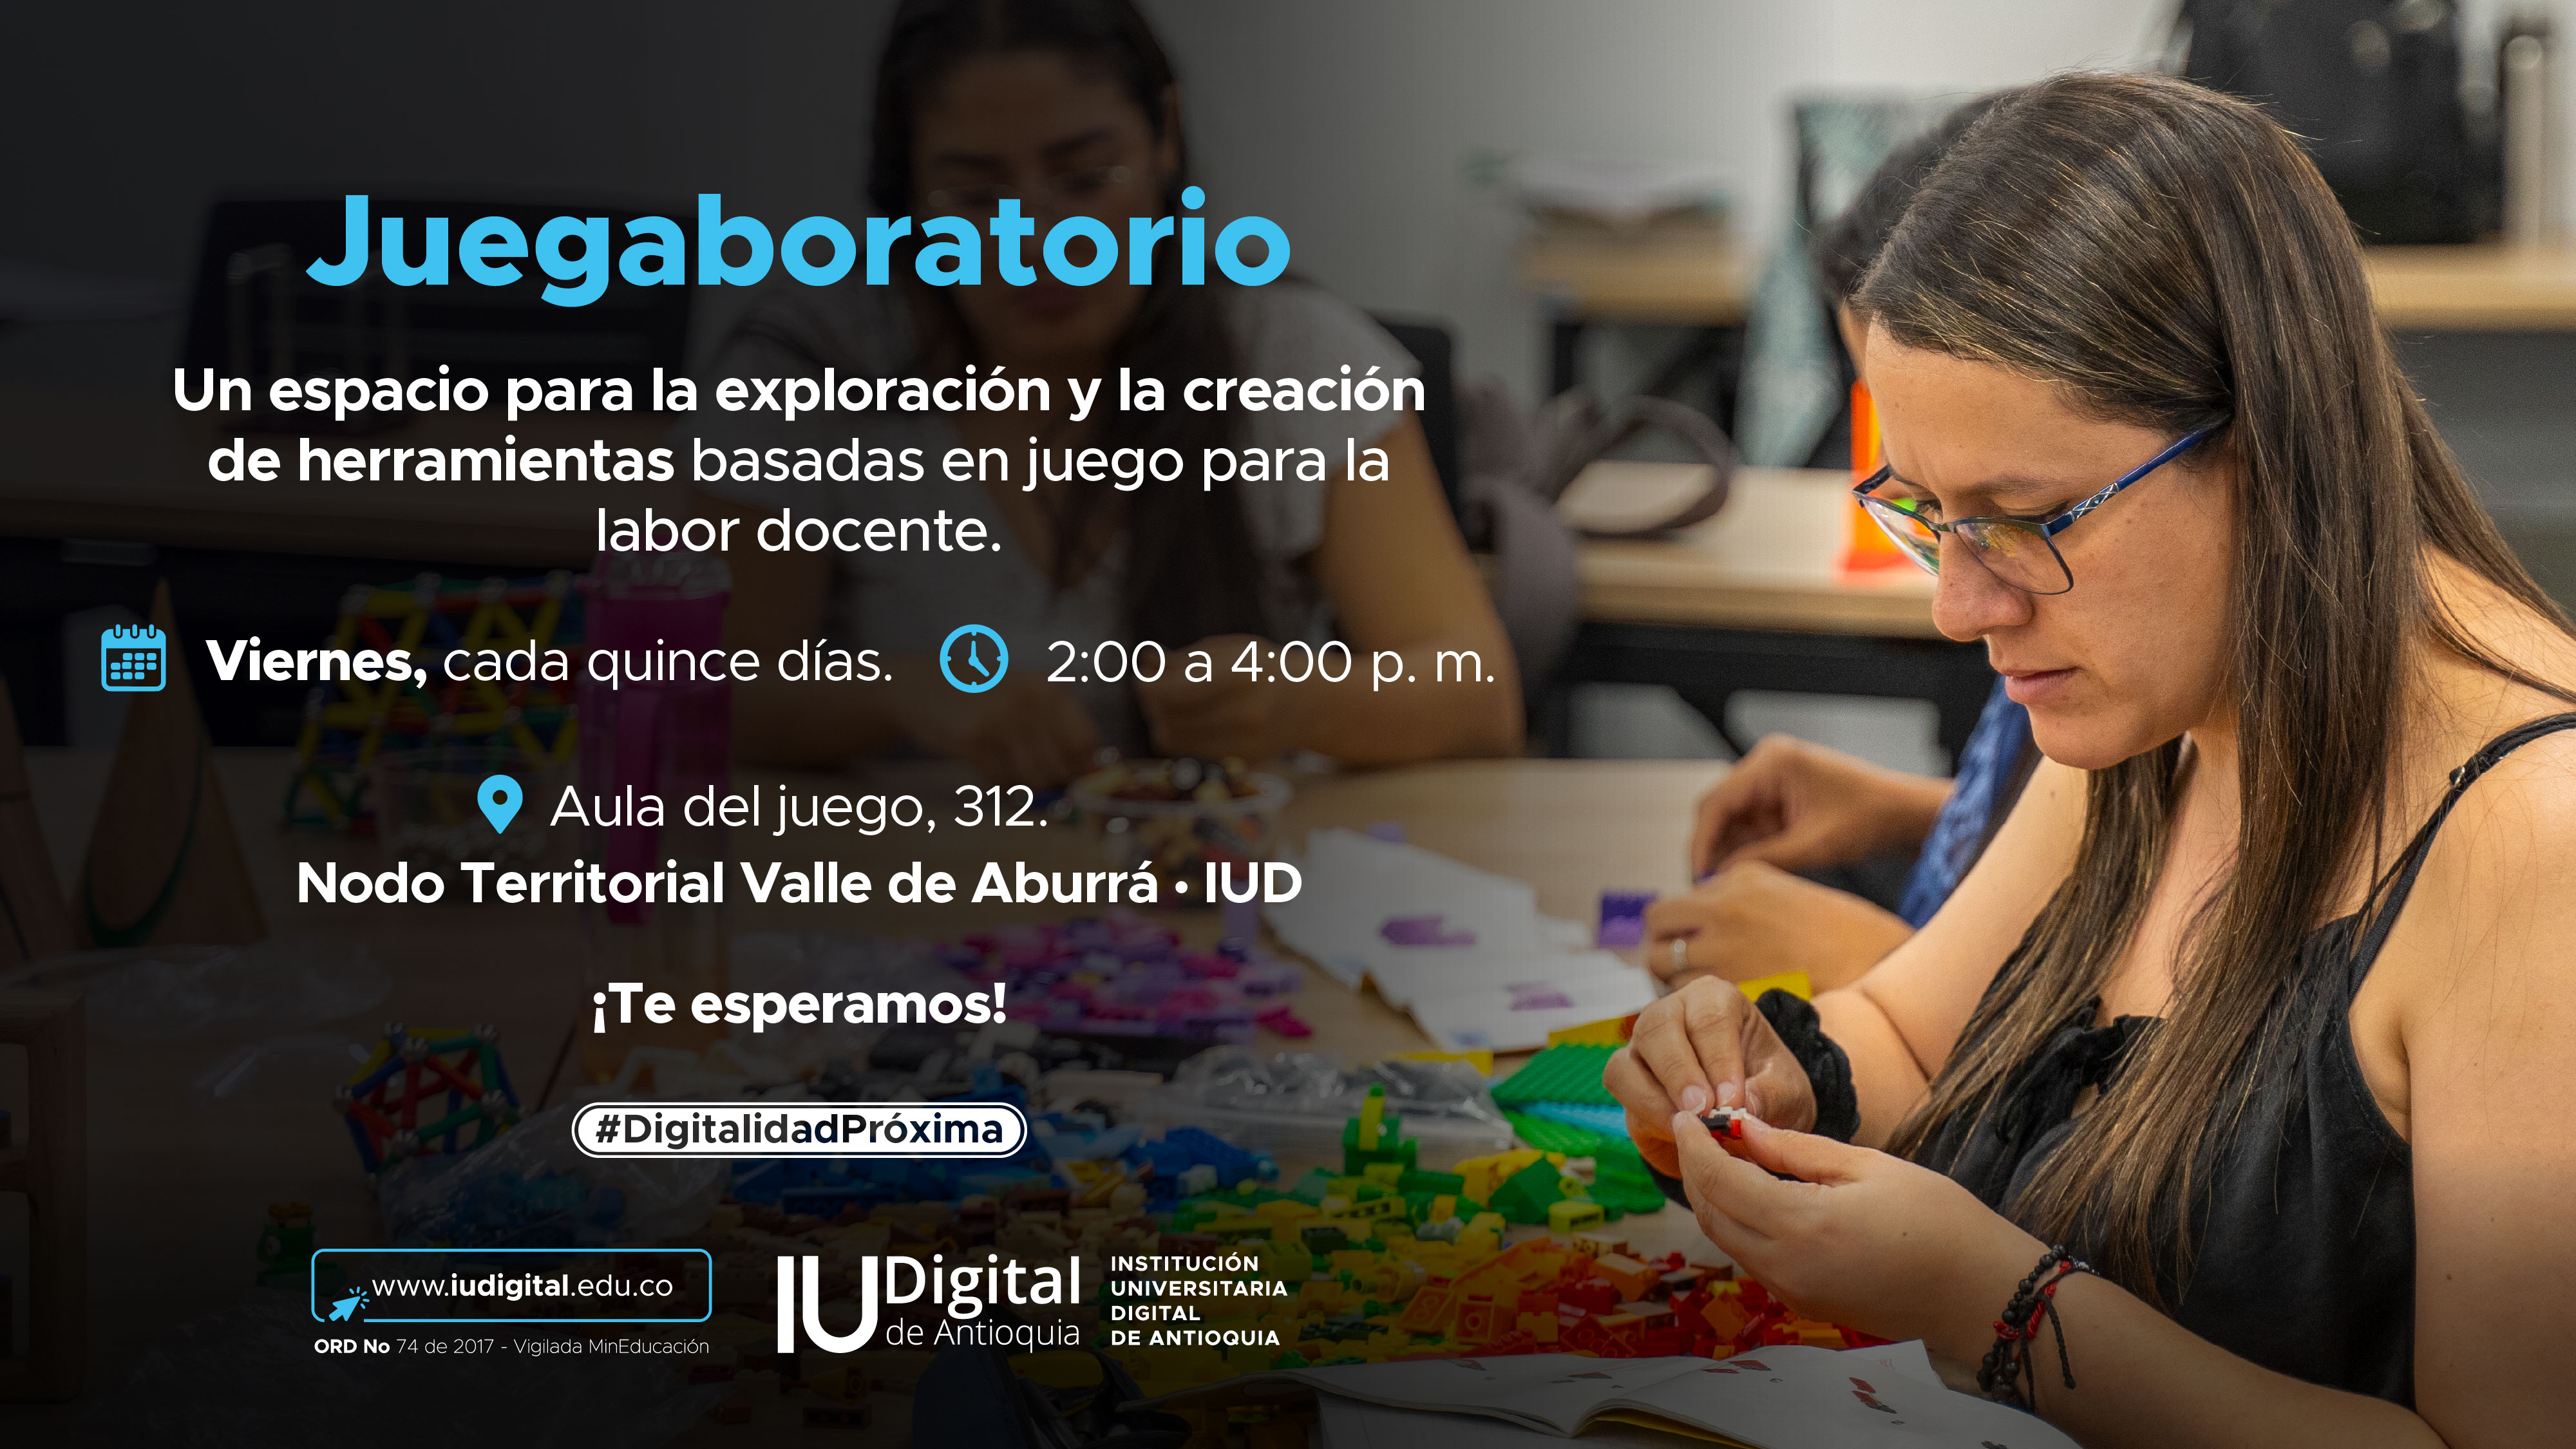 Juegaboratorio
Un espacio para la exploración y la creación
de herramientas basadas en juego para la
labor docente.
Viernes, cada quince días.
2:00 a 4:00 p. m.
Aula del juego, 312.
Nodo Territorial Valle de Aburrá • IUD
¡Te esperamos!
#DigitalidadPróxima
www.iudigital.edu.co
ORD No 74 de 2017 - Vigilada MinEducación
IU Digital
de Antioquia
INSTITUCIÓN
UNIVERSITARIA
DIGITAL
DE ANTIOQUIA